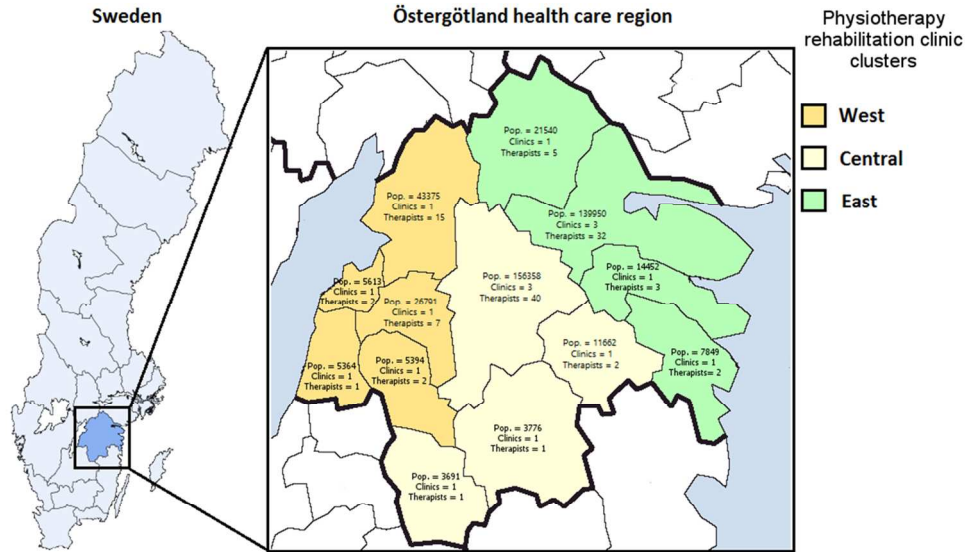 Sweden
Östergötland health care region
Physiotherapy
rehabilitation clinic
clusters
West
Central
East
Pop. = 21540
Clinics = 1
Therapists = 5
Pop. = 43375
Clinics = 1
Therapists = 15
Pop. = 139950
Clinics = 3
Therapists = 32
Pop. = 14452
Clinics = 1
Therapists = 3
Pop. = 156358
Clinics = 3
Therapists = 40
Pop. = 5613
Clinics = 1
Therapists = 2
Pop. = 26791
Clinics = 1
Therapists = 7
Pop. = 11662
Clinics = 1
Therapists = 2
Pop. = 7849
Clinics = 1
Therapists= 2
Pop. = 5364
Clinics = 1
Therapists = 1
Pop. = 5394
Clinics = 1
Therapists = 2
Pop. = 3776
Clinics = 1
Therapists = 1
Pop. = 3691
Clinics = 1
Therapists = 1